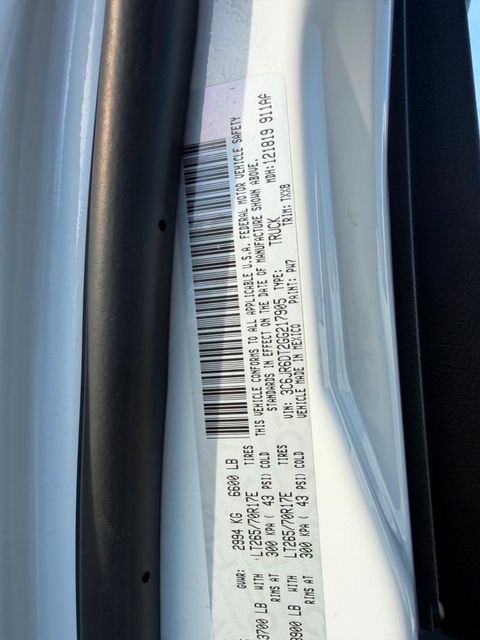 GVWR: 2994 KG 6600 LB
3700 LB WITH LT265/70R17E TIRES
RIMS AT 300 KPA ( 43 PSI) COLD
3900 LB WITH LT265/70R17E TIRES
RIMS AT 300 KPA ( 43 PSI) COLD
THIS VEHICLE CONFORMS TO ALL APPLICABLE U.S.A. FEDERAL MOTOR VEHICLE SAFETY
STANDARDS IN EFFECT ON THE DATE OF MANUFACTURE SHOWN ABOVE.
VIN: 3C6JR6DT2GG217905 TYPE: TRUCK MDH:121819 911AA
VEHICLE MADE IN MEXICO PAINT: PW7 TRIM: TXX8